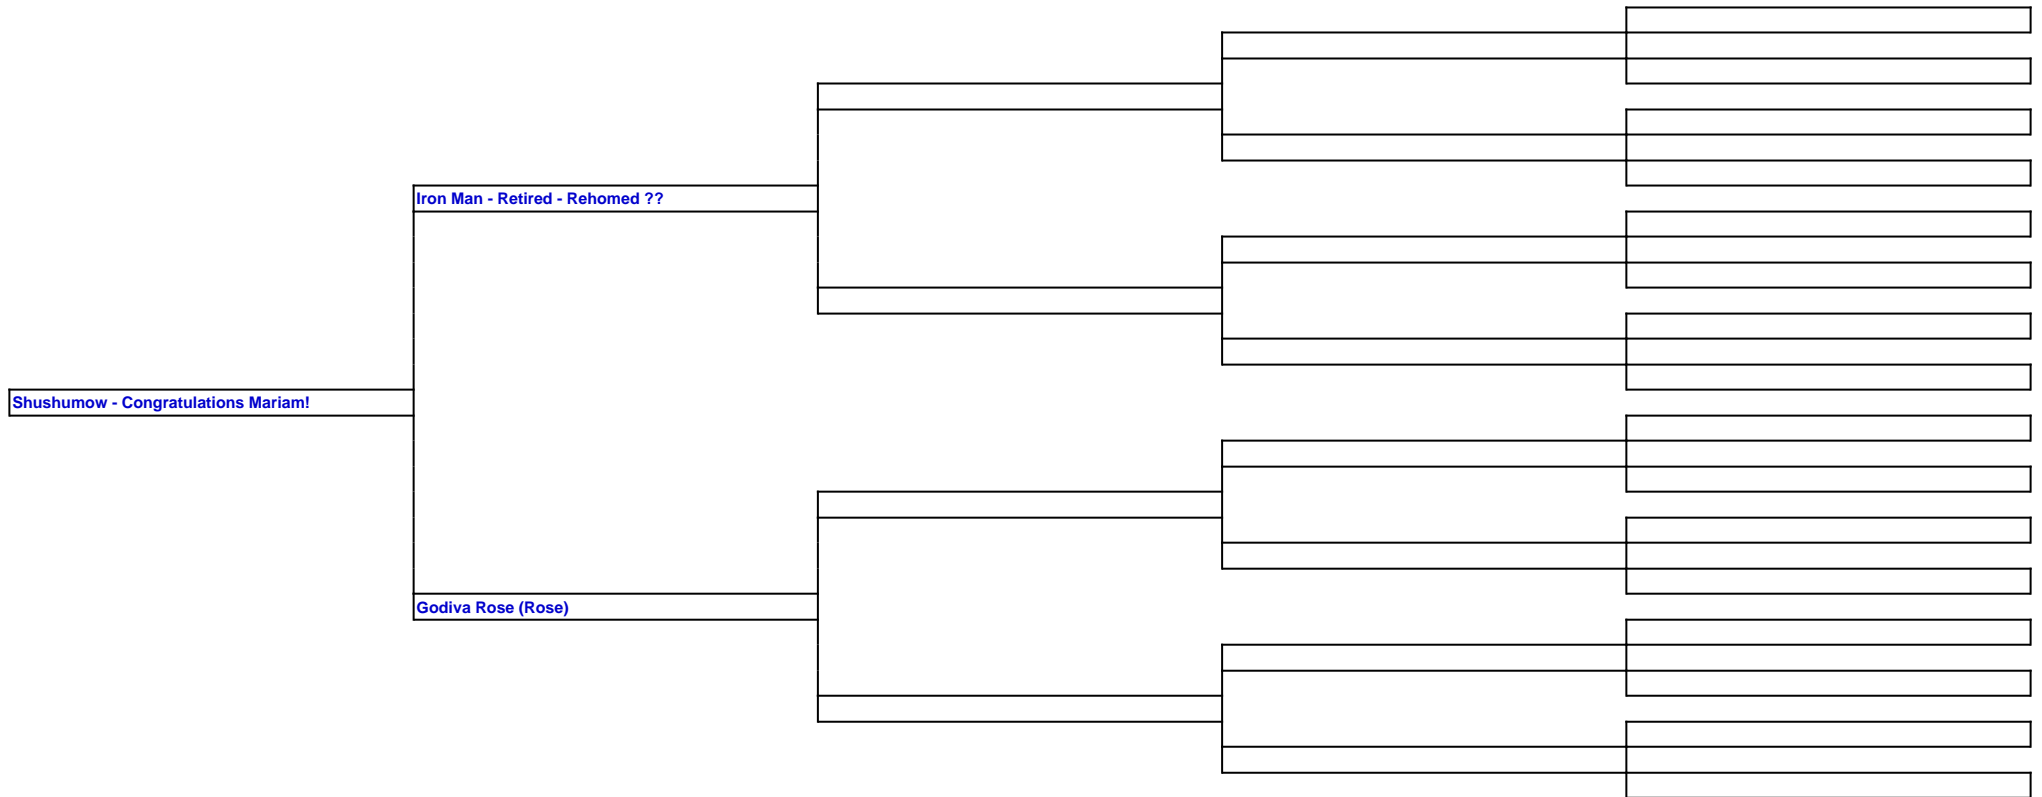 Iron Man - Retired - Rehomed ??
Shushumow - Congratulations Mariam!
Godiva Rose (Rose)